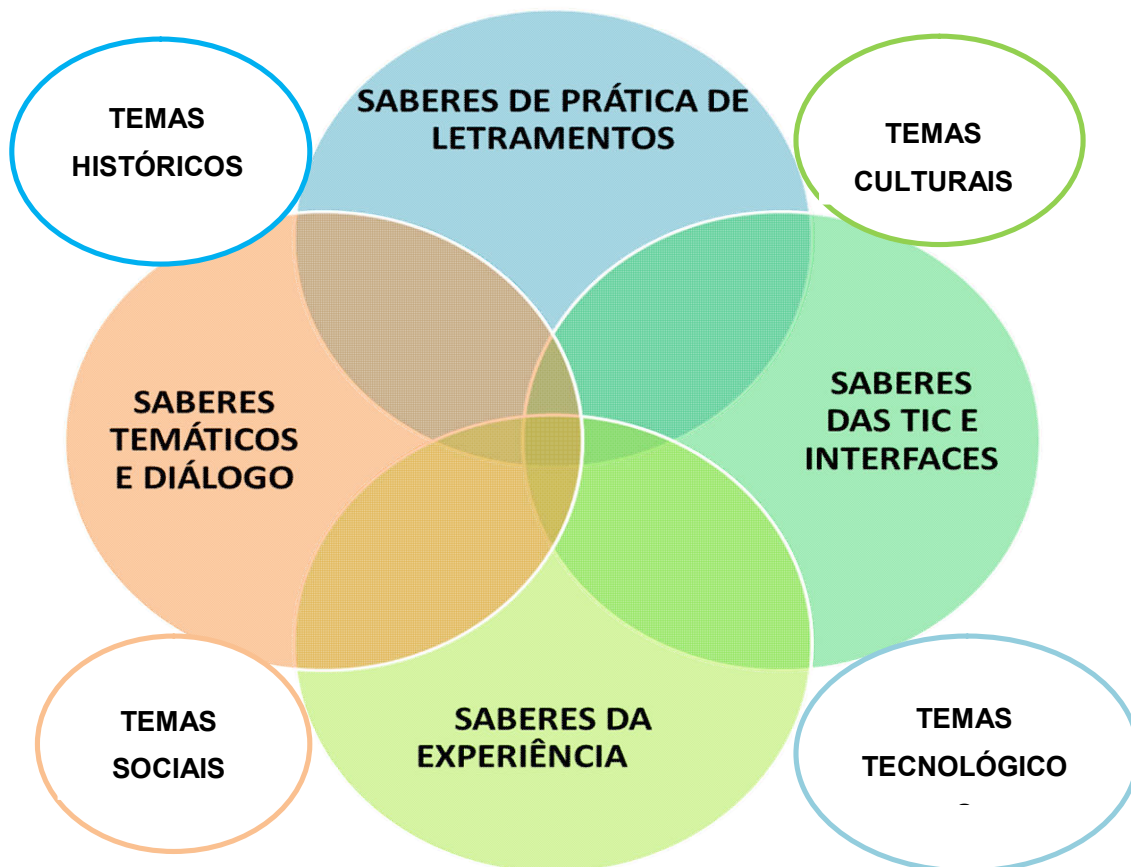 TEMAS
HISTÓRICOS
SABERES DE PRÁTICA DE
LETRAMENTOS
TEMAS
CULTURAIS
SABERES
TEMÁTICOS
E DIÁLOGO
SABERES
DAS TIC E
INTERFACES
TEMAS
SOCIAIS
SABERES DA
EXPERIÊNCIA
TEMAS
TECNOLÓGICO